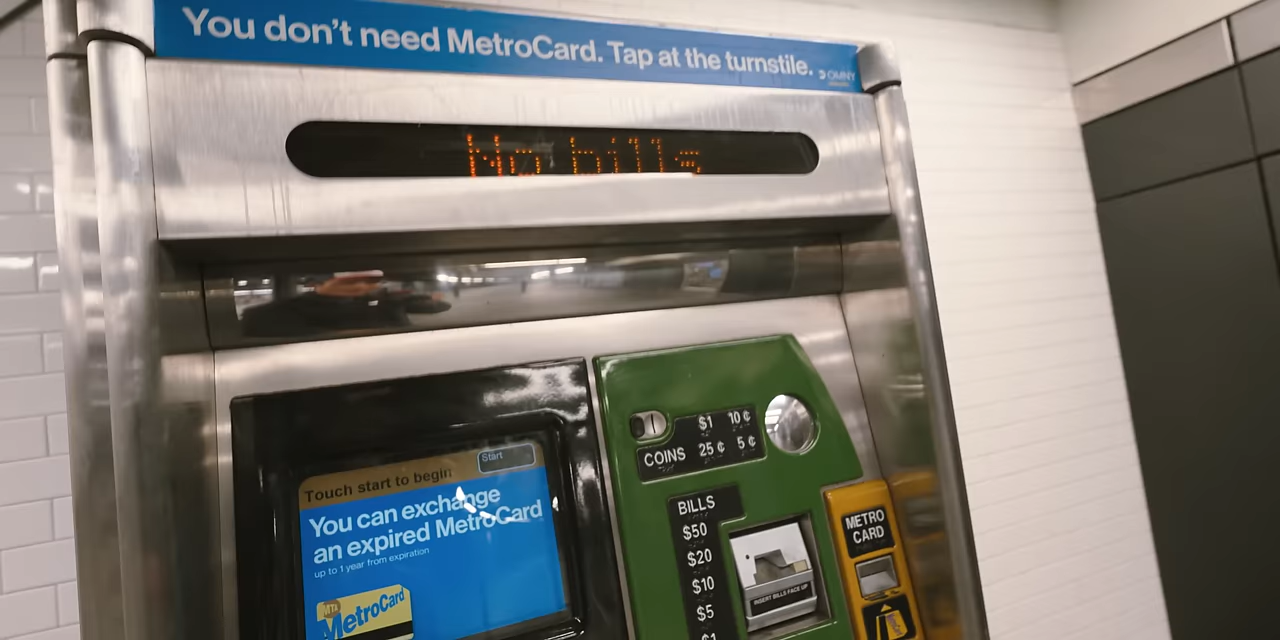 You don't need MetroCard. Tap at the turnstile.
OMNY
No bills
Start
Touch start to begin
You can exchange
an expired MetroCard
up to 1 year from expiration
MTA
MetroCard
$1 10¢
COINS 25¢ 5¢
BILLS
$50
$20
$10
$5
$1
INSERT BILLS FACE UP
METRO
CARD